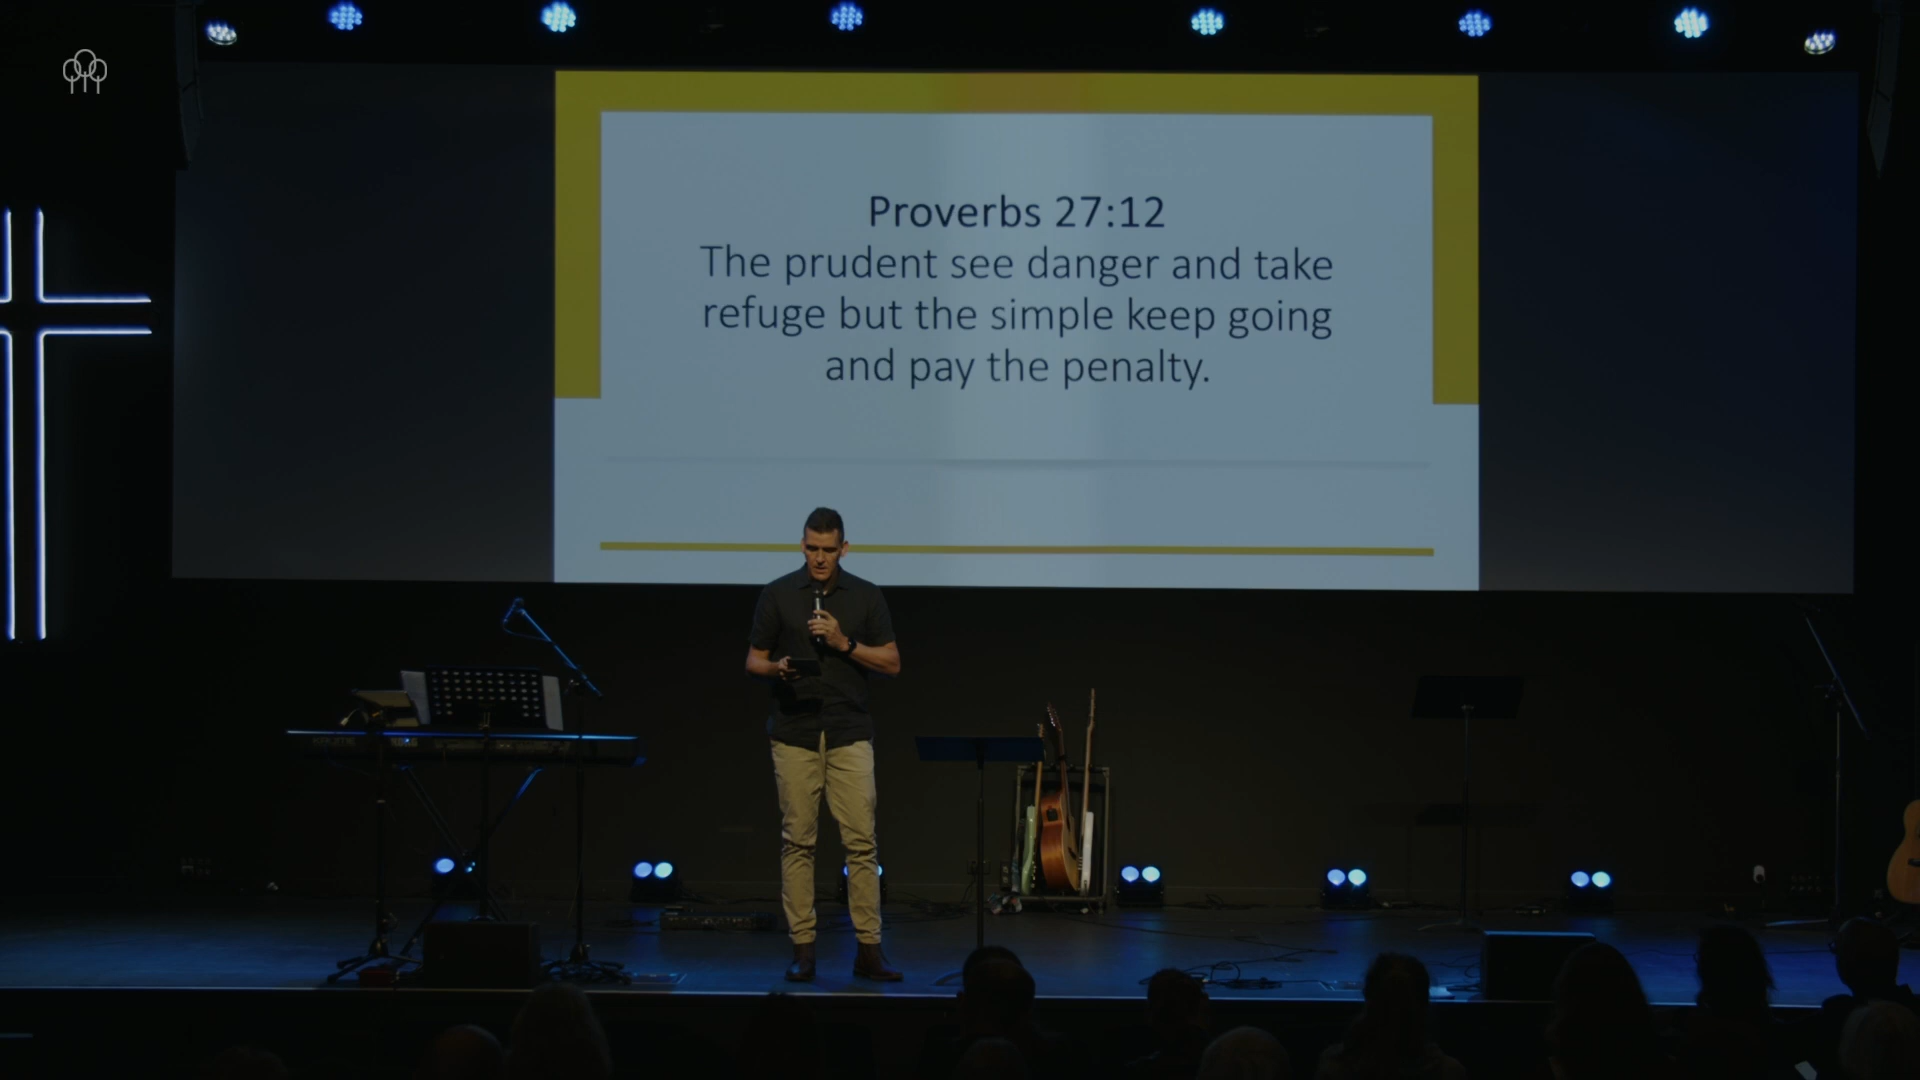 Proverbs 27:12
The prudent see danger and take
refuge but the simple keep going
and pay the penalty.